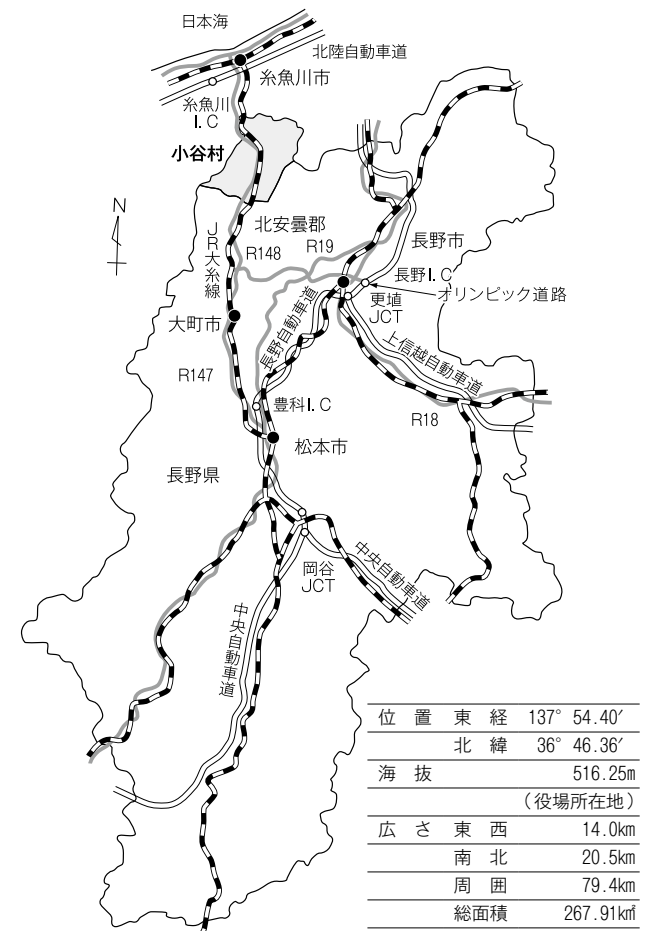 日本海
北陸自動車道
糸魚川市
糸魚川
I.C
小谷村
N
北安曇郡
R19
R148
JR大糸線
長野市
長野I.C
オリンピック道路
更埴
JCT
大町市
長野自動車道
上信越自動車道
R147
R18
豊科I.C
松本市
長野県
岡谷
JCT
中央自動車道
中央自動車道
位置 東経 137° 54.40′
北緯 36° 46.36′
海抜 516.25m
（役場所在地）
広さ 東西 14.0km
南北 20.5km
周囲 79.4km
総面積 267.91㎢